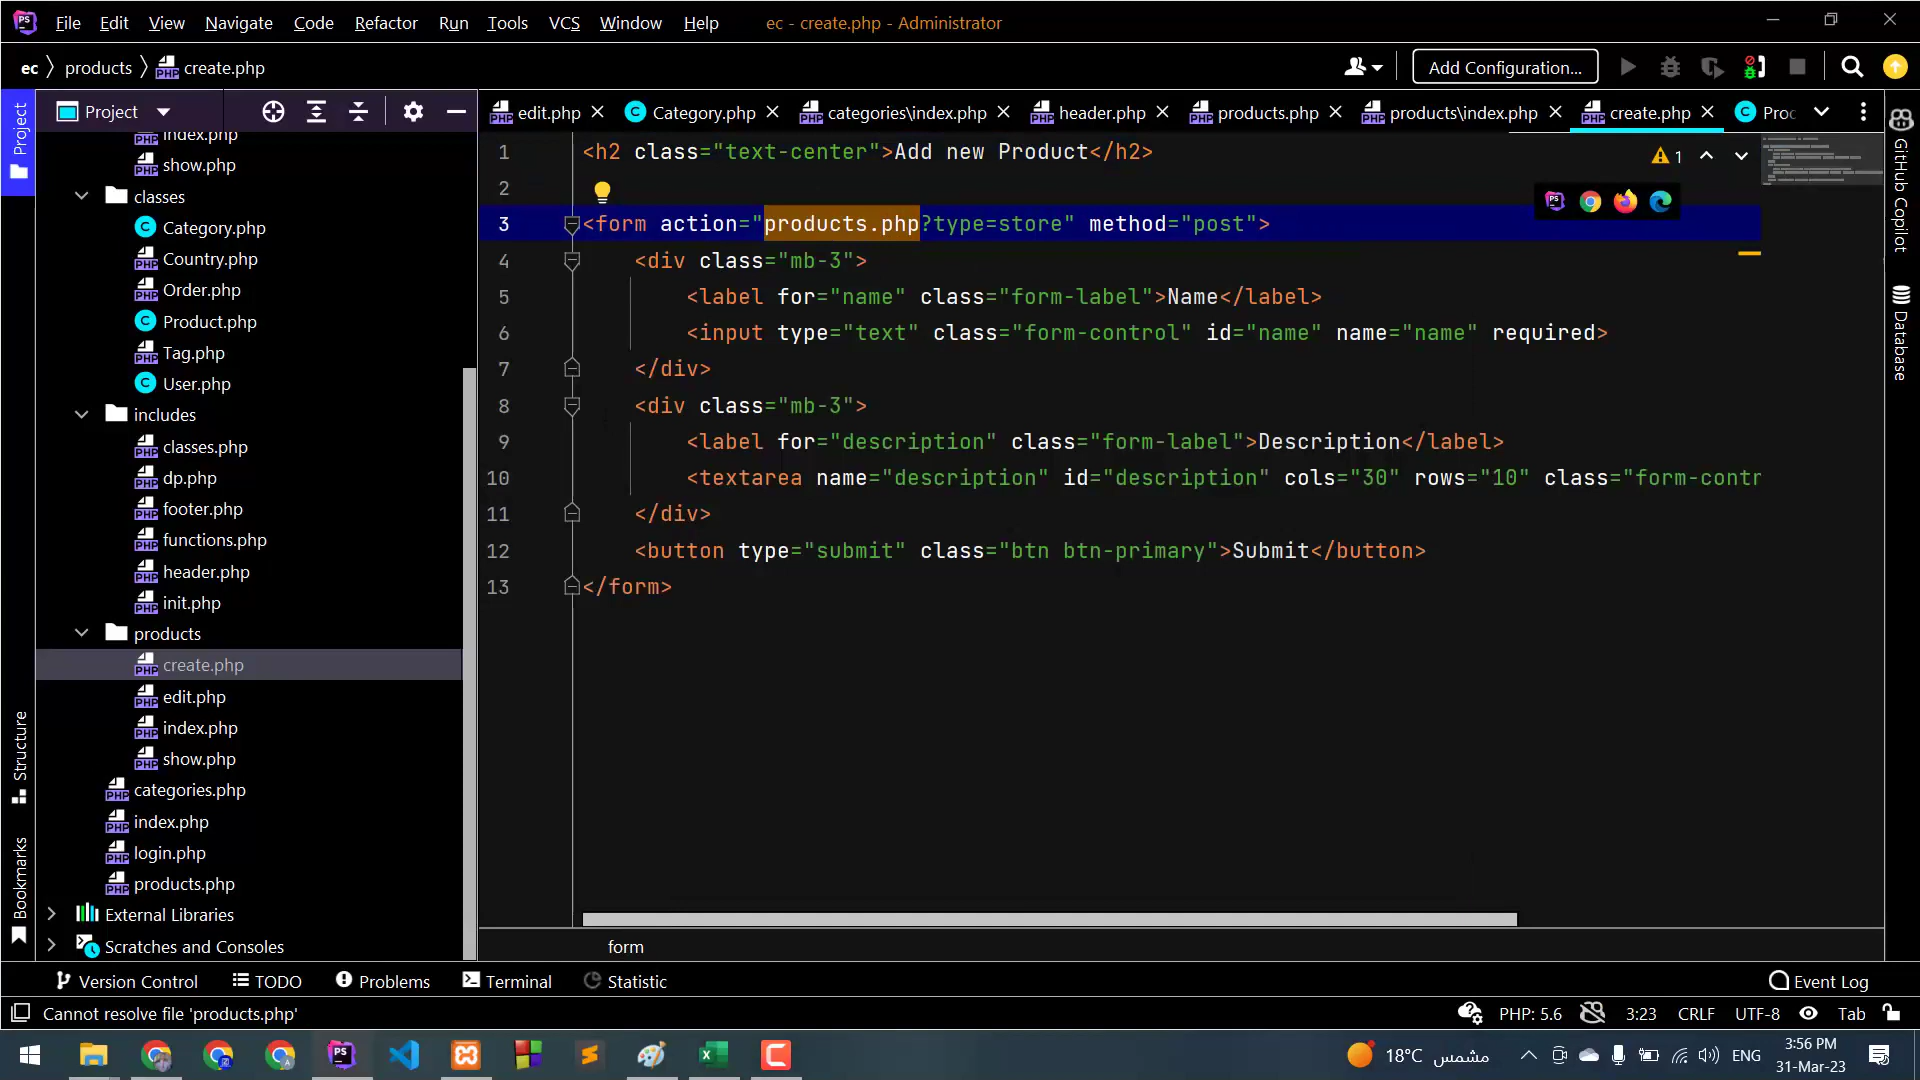 File Edit View Navigate Code Refactor Run Tools VCS Window Help ec - create.php - Administrator
ec products create.php Add Configuration...
Project
edit.php Category.php categories\index.php header.php products.php products\index.php create.php Proc
index.php
show.php
classes
Category.php
Country.php
Order.php
Product.php
Tag.php
User.php
includes
classes.php
dp.php
footer.php
functions.php
header.php
init.php
products
create.php
edit.php
index.php
show.php
categories.php
index.php
login.php
products.php
External Libraries
Scratches and Consoles
Project
Structure
Bookmarks
1 <h2 class="text-center">Add new Product</h2>
2
3 <form action="products.php?type=store" method="post">
4 <div class="mb-3">
5 <label for="name" class="form-label">Name</label>
6 <input type="text" class="form-control" id="name" name="name" required>
7 </div>
8 <div class="mb-3">
9 <label for="description" class="form-label">Description</label>
10 <textarea name="description" id="description" cols="30" rows="10" class="form-contr
11 </div>
12 <button type="submit" class="btn btn-primary">Submit</button>
13 </form>
1
GitHub Copilot
Database
form
Version Control TODO Problems Terminal Statistic Event Log
Cannot resolve file 'products.php' PHP: 5.6 3:23 CRLF UTF-8 Tab
18°C مشمس ENG 3:56 PM
31-Mar-23